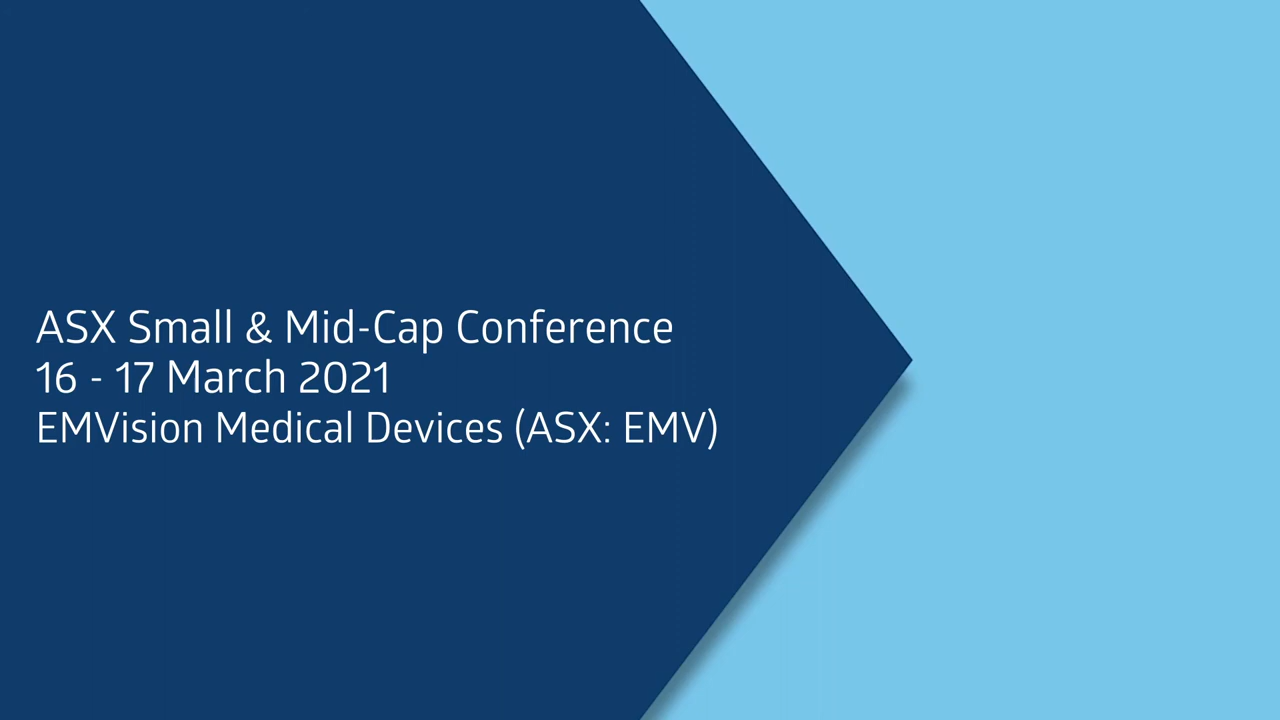 ASX Small & Mid-Cap Conference
16 - 17 March 2021
EMVision Medical Devices (ASX: EMV)